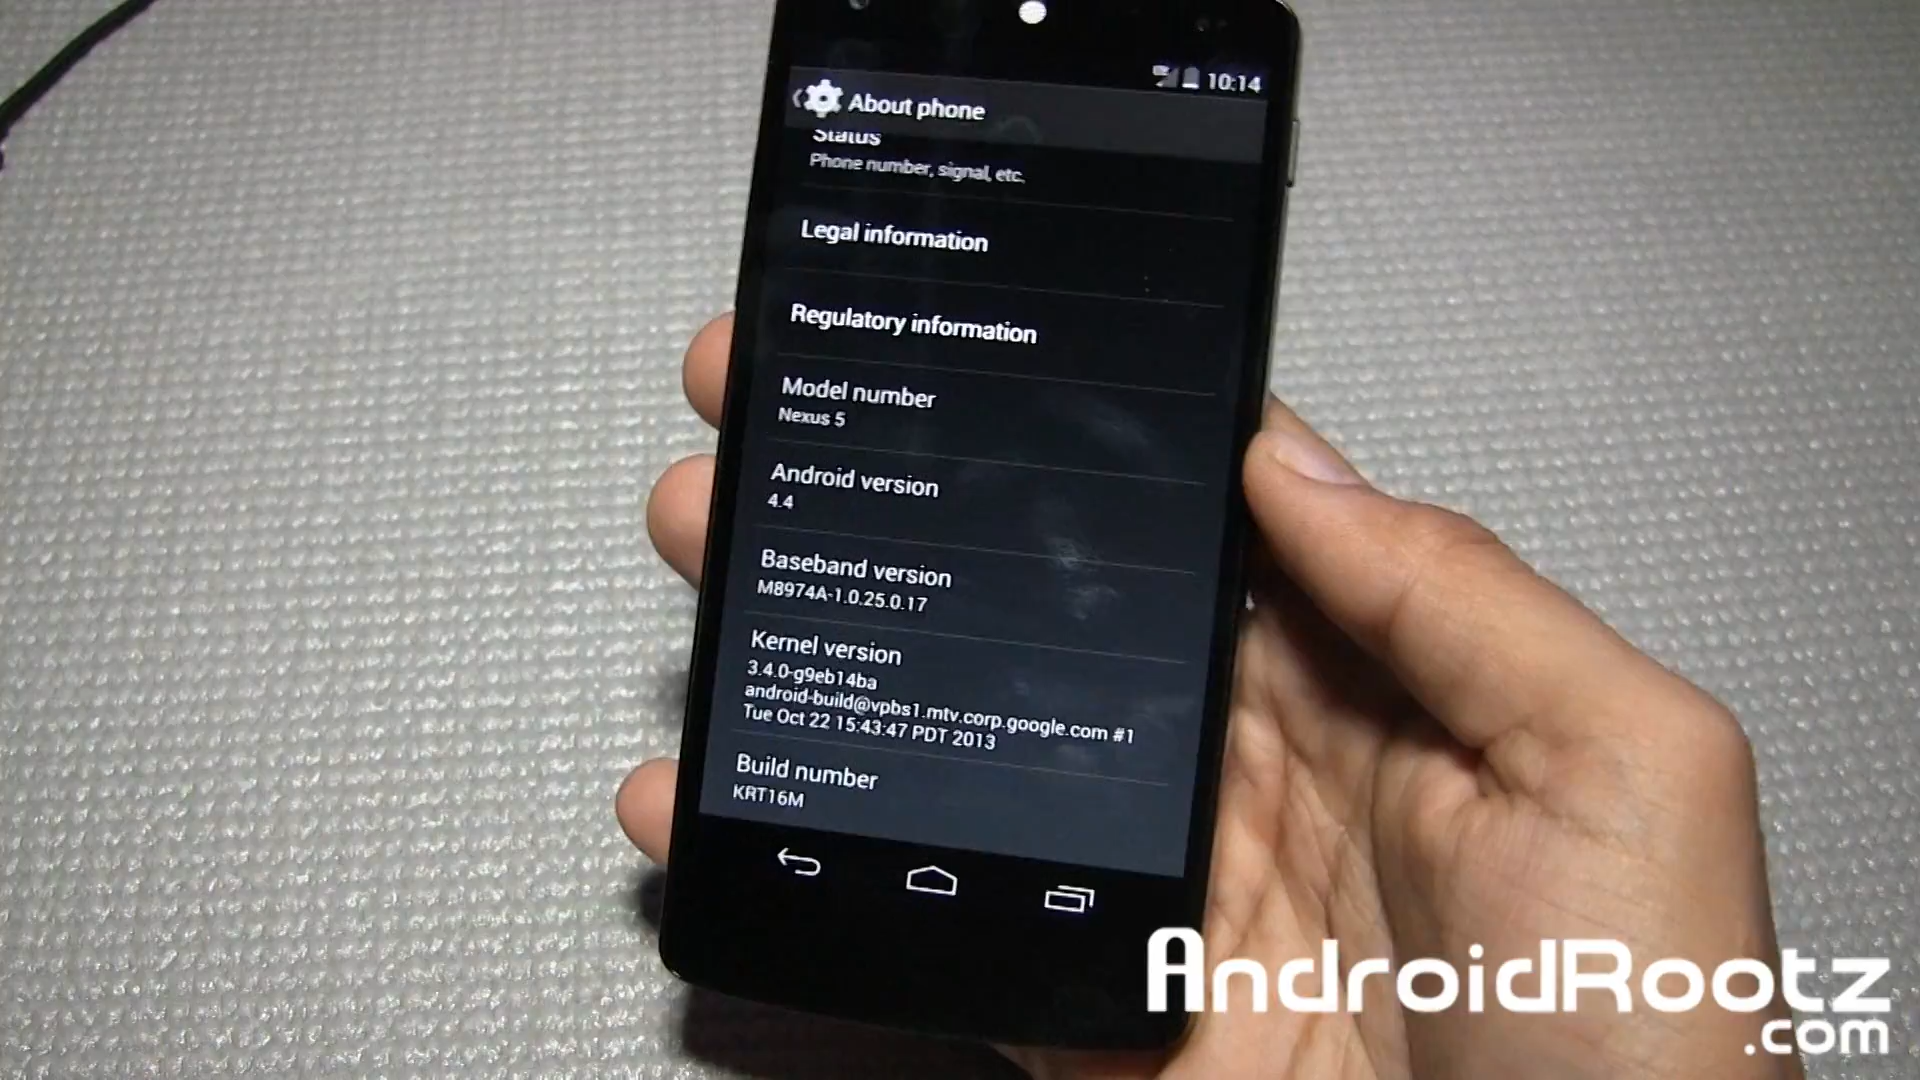 10:14
About phone
Status
Phone number, signal, etc.
Legal information
Regulatory information
Model number
Nexus 5
Android version
4.4
Baseband version
M8974A-1.0.25.0.17
Kernel version
3.4.0-g9eb14ba
android-build@vpbs1.mtv.corp.google.com #1
Tue Oct 22 15:43:47 PDT 2013
Build number
KRT16M
AndroidRootz
.com